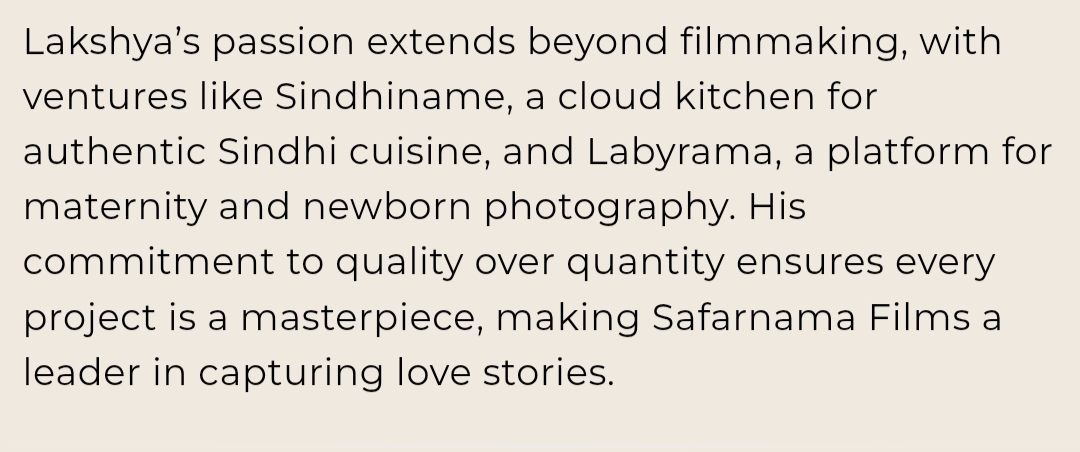 Lakshya’s passion extends beyond filmmaking, with
ventures like Sindhiname, a cloud kitchen for
authentic Sindhi cuisine, and Labyrama, a platform for
maternity and newborn photography. His
commitment to quality over quantity ensures every
project is a masterpiece, making Safarnama Films a
leader in capturing love stories.